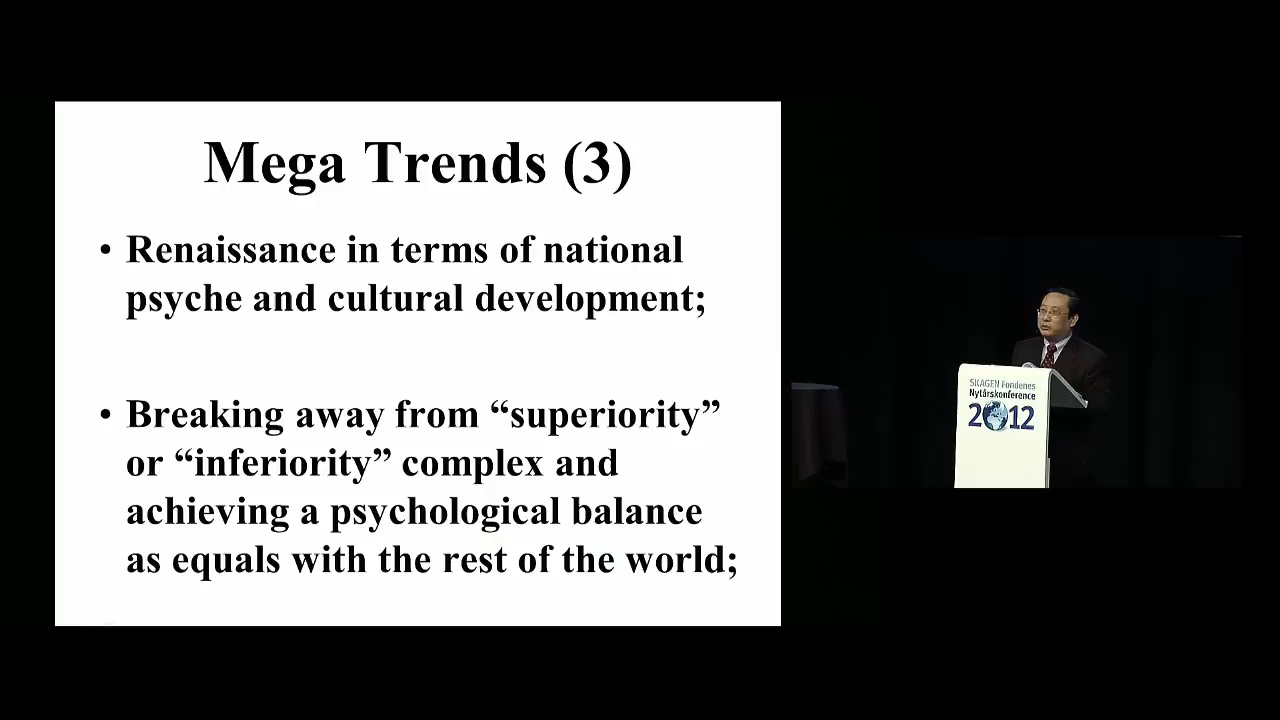 Mega Trends (3)
• Renaissance in terms of national
psyche and cultural development;
• Breaking away from “superiority”
or “inferiority” complex and
achieving a psychological balance
as equals with the rest of the world;
SKAGEN Fondenes
Nytårskonference
2012